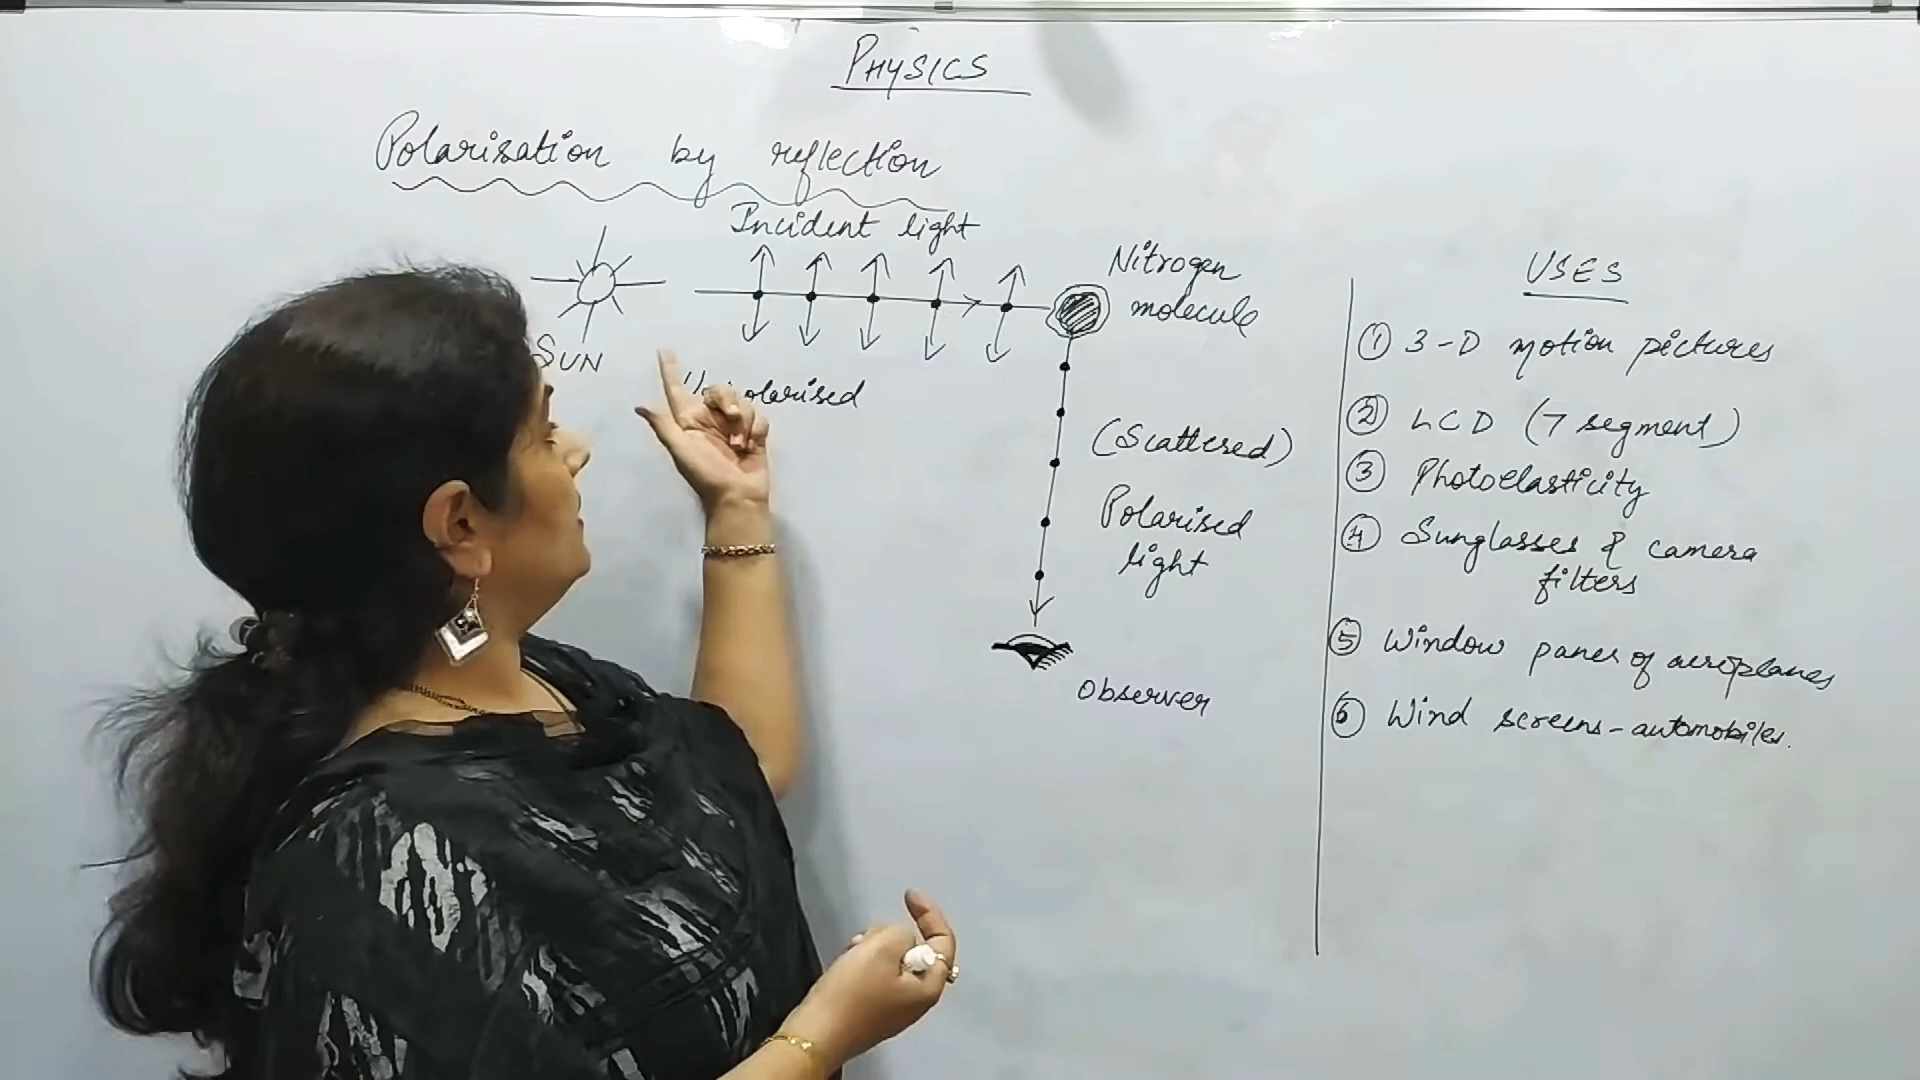 PHYSICS
Polarisation by reflection
Incident light
Nitrogen
molecule
SUN
(Scattered)
Polarised
light
observer
USES
① 3-D motion pictures
② LCD (7 segment)
③ Photoelasticity
④ Sunglasses & camera
filters
⑤ Window panes of aeroplanes
⑥ Wind screens - automobiles.